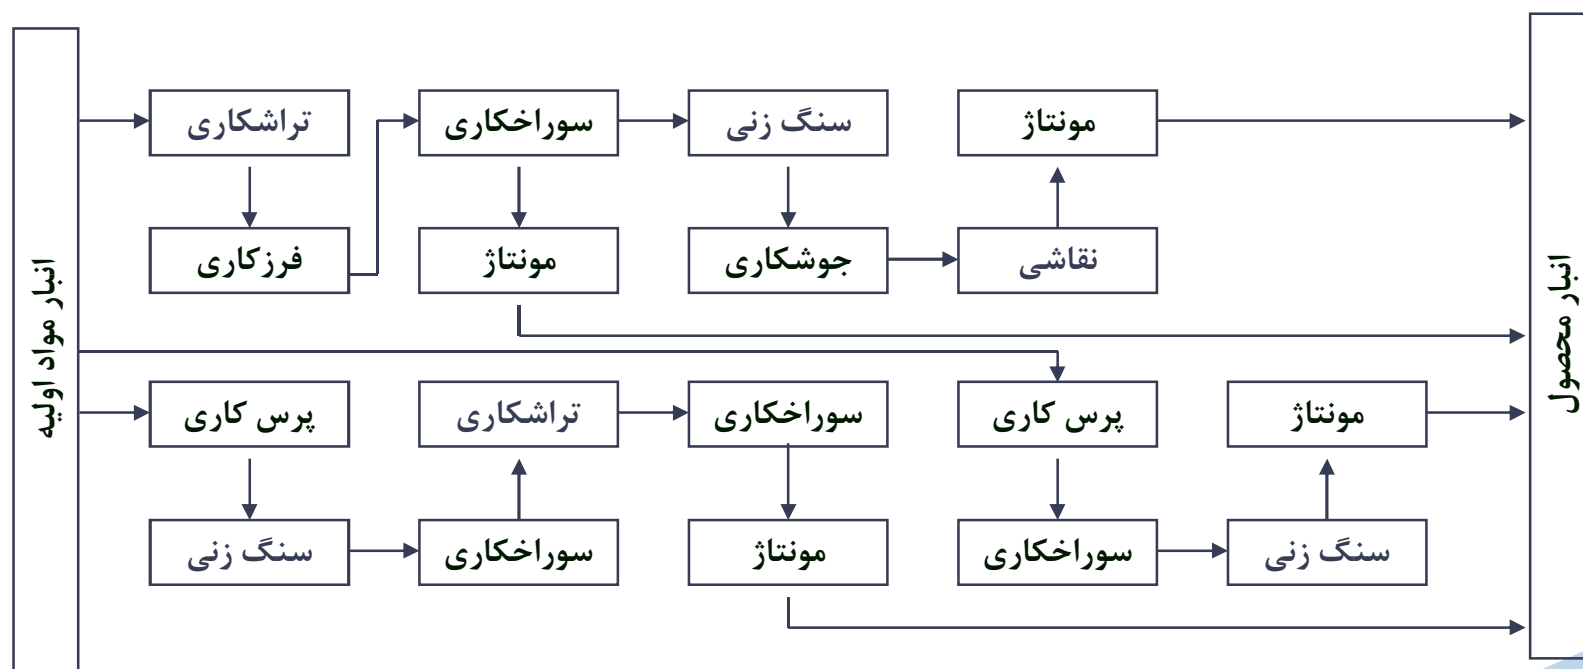 انبار مواد اولیه
تراشکاری
سوراخکاری
سنگ زنی
مونتاژ
فرزکاری
مونتاژ
جوشکاری
نقاشی
پرس کاری
تراشکاری
سوراخکاری
پرس کاری
مونتاژ
سنگ زنی
سوراخکاری
مونتاژ
سوراخکاری
سنگ زنی
انبار محصول